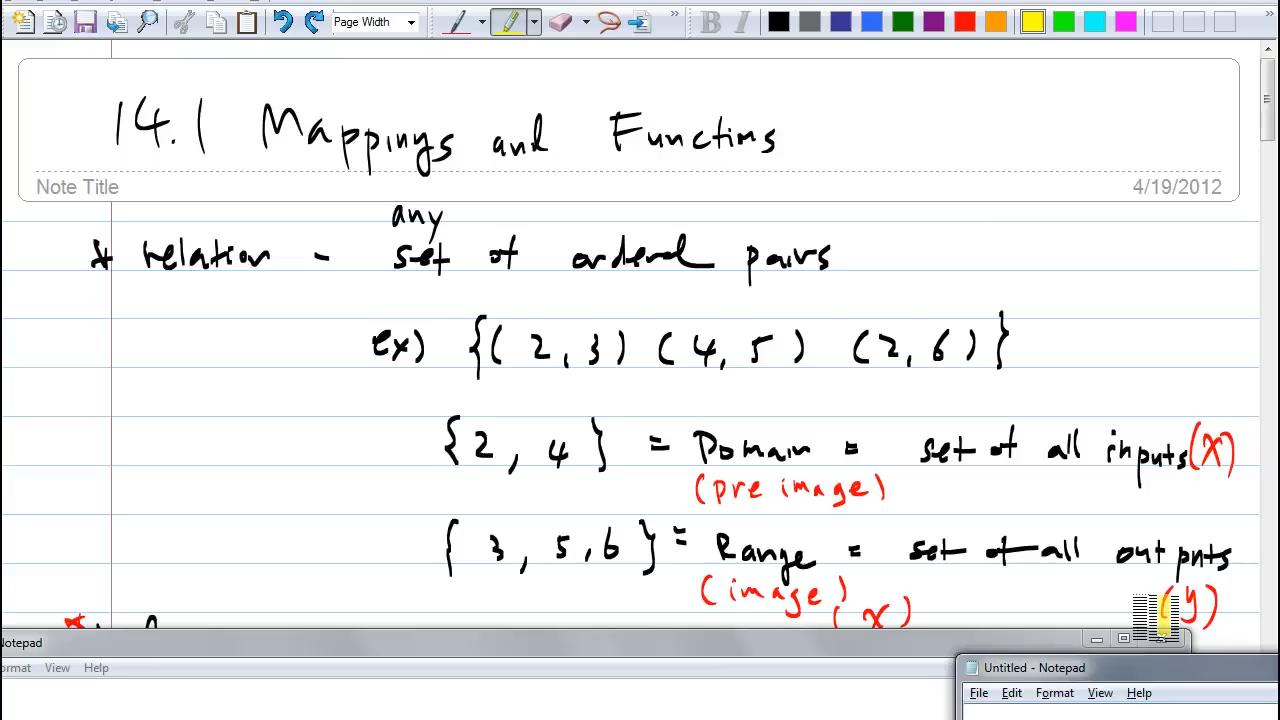 Page Width
B I
14.1 Mappings and Functions
Note Title
4/19/2012
any
* relation - set of ordered pairs
ex) {(2, 3) (4, 5) (2, 6)}
{2, 4} = Domain = set of all inputs (x)
(pre image)
{3, 5, 6} = Range = set of all outputs
(image) (y)
(x)
Notepad
Format View Help
Untitled - Notepad
File Edit Format View Help